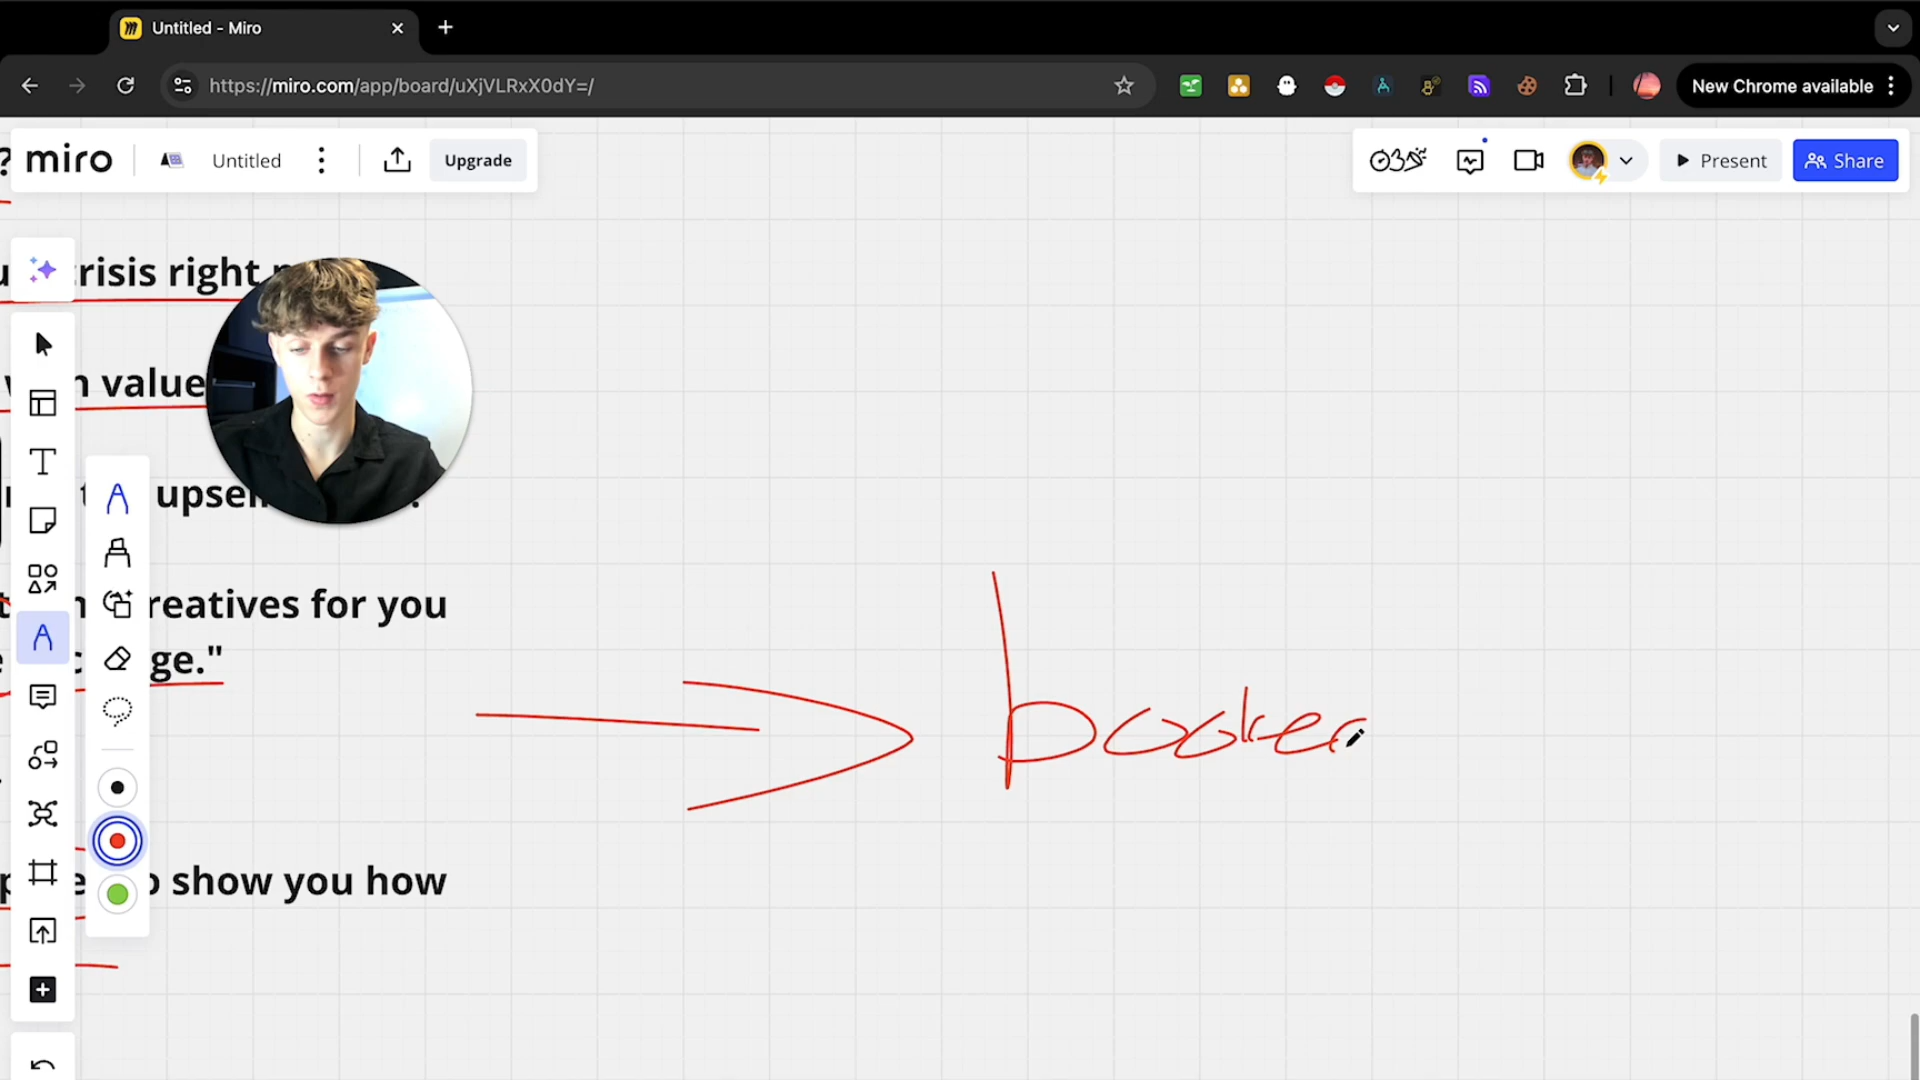 Untitled - Miro
https://miro.com/app/board/uXjVLRxX0dY=/
New Chrome available
?
miro
Untitled
Upgrade
Present
Share
risis right
value
upsell
reatives for you
ge."
show you how
booker